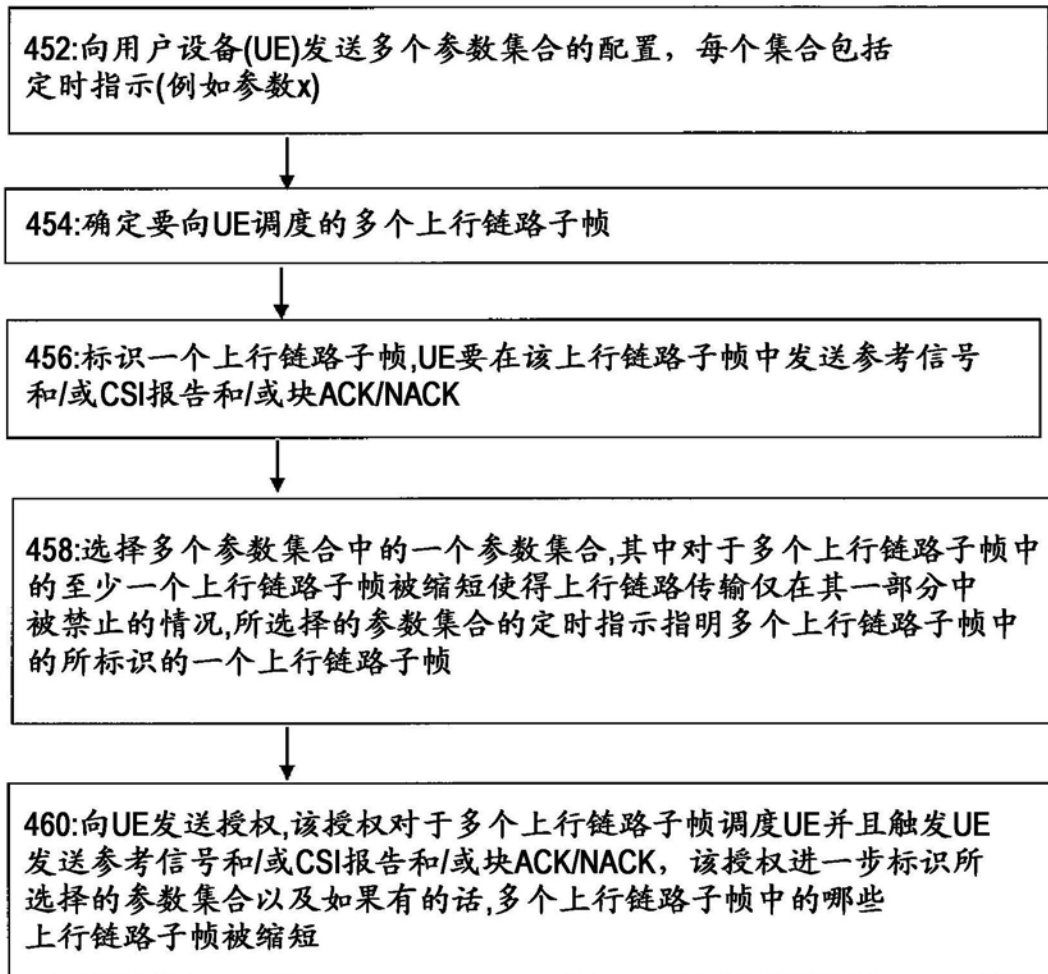 452:向用户设备(UE)发送多个参数集合的配置，每个集合包括
定时指示(例如参数x)
454:确定要向UE调度的多个上行链路子帧
456:标识一个上行链路子帧,UE要在该上行链路子帧中发送参考信号
和/或CSI报告和/或块ACK/NACK
458:选择多个参数集合中的一个参数集合,其中对于多个上行链路子帧中
的至少一个上行链路子帧被缩短使得上行链路传输仅在其一部分中
被禁止的情况,所选择的参数集合的定时指示指明多个上行链路子帧中
的所标识的一个上行链路子帧
460:向UE发送授权,该授权对于多个上行链路子帧调度UE并且触发UE
发送参考信号和/或CSI报告和/或块ACK/NACK，该授权进一步标识所
选择的参数集合以及如果有的话,多个上行链路子帧中的哪些
上行链路子帧被缩短